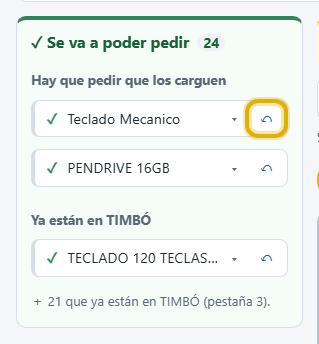 ✓ Se va a poder pedir 24
Hay que pedir que los carguen
✓ Teclado Mecanico
✓ PENDRIVE 16GB
Ya están en TIMBÓ
✓ TECLADO 120 TECLAS...
+ 21 que ya están en TIMBÓ (pestaña 3).